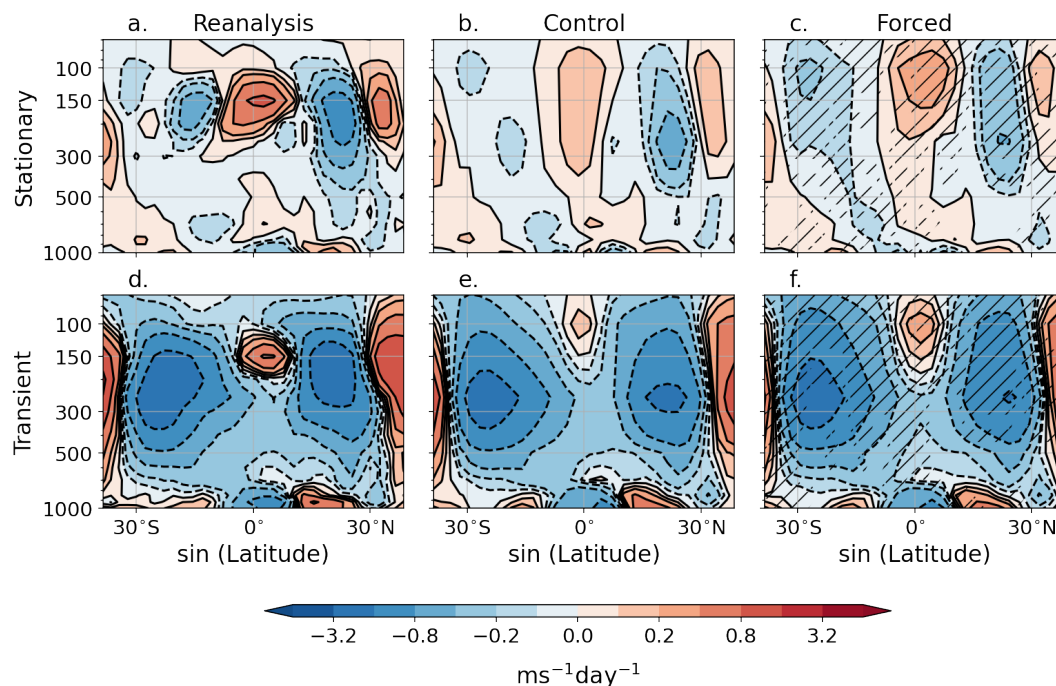 a. Reanalysis b. Control c. Forced
Stationary
100
150
300
500
1000
d. e. f.
Transient
100
150
300
500
1000
30°S 0° 30°N 30°S 0° 30°N 30°S 0° 30°N
sin (Latitude) sin (Latitude) sin (Latitude)
−3.2 −0.8 −0.2 0.0 0.2 0.8 3.2
ms⁻¹day⁻¹